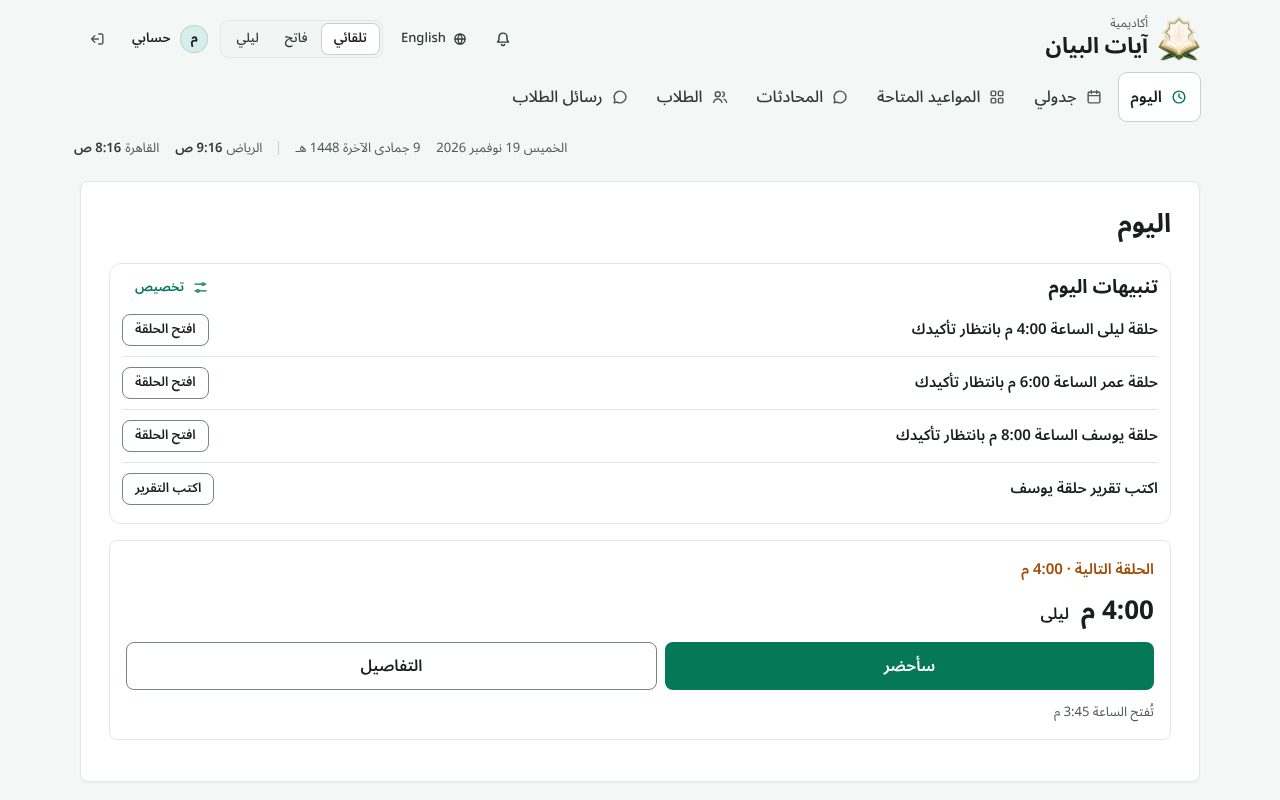 أكاديمية
آيات البيان
English
تلقائي
فاتح
ليلي
م
حسابي
اليوم
جدولي
المواعيد المتاحة
المحادثات
الطلاب
رسائل الطلاب
الخميس 19 نوفمبر 2026
9 جمادى الآخرة 1448 هـ
الرياض 9:16 ص
القاهرة 8:16 ص
اليوم
تنبيهات اليوم
تخصيص
حلقة ليلى الساعة 4:00 م بانتظار تأكيدك
افتح الحلقة
حلقة عمر الساعة 6:00 م بانتظار تأكيدك
افتح الحلقة
حلقة يوسف الساعة 8:00 م بانتظار تأكيدك
افتح الحلقة
اكتب تقرير حلقة يوسف
اكتب التقرير
الحلقة التالية · 4:00 م
4:00 م ليلى
سأحضر
التفاصيل
تُفتح الساعة 3:45 م